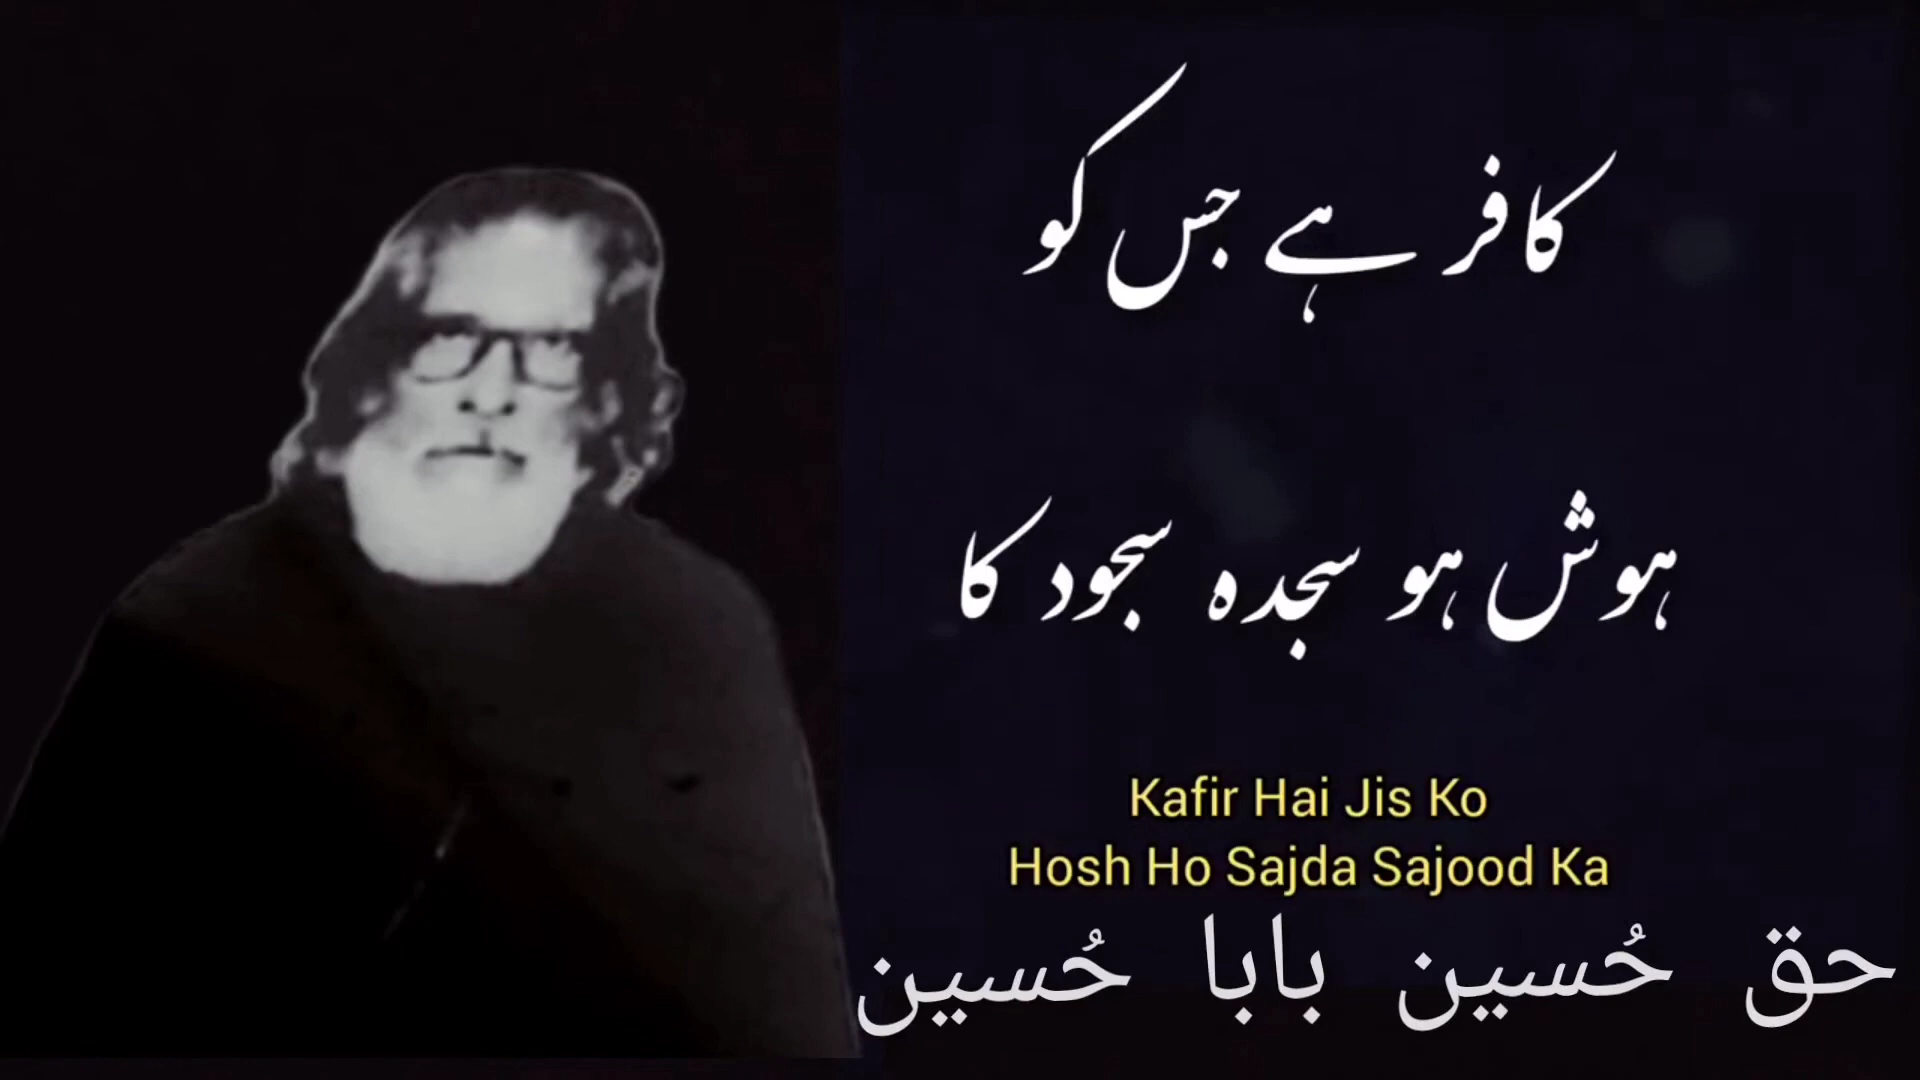 کافر ہے جس کو
ہوش ہو سجدہ سجود کا
Kafir Hai Jis Ko
Hosh Ho Sajda Sajood Ka
حق حُسین بابا حُسین